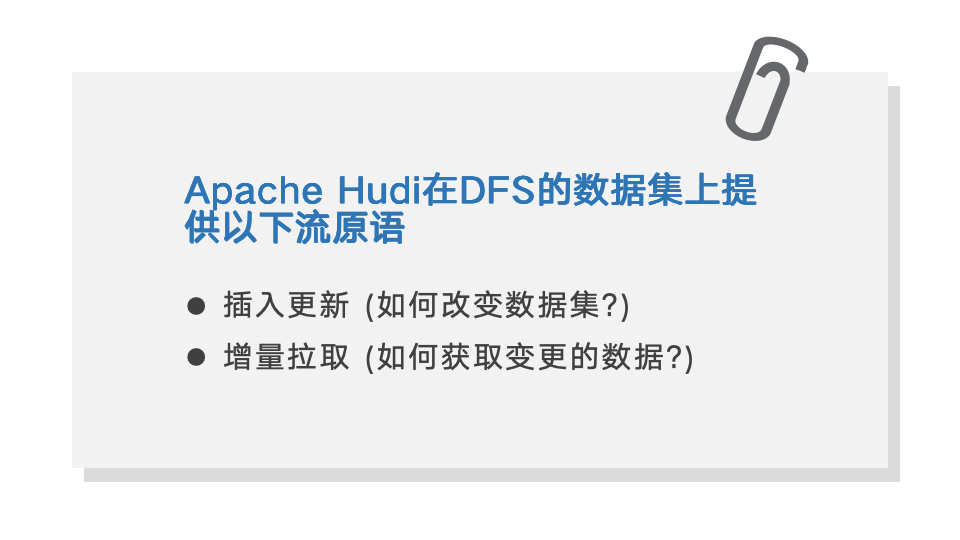 Apache Hudi在DFS的数据集上提
供以下流原语
● 插入更新 (如何改变数据集?)
● 增量拉取 (如何获取变更的数据?)